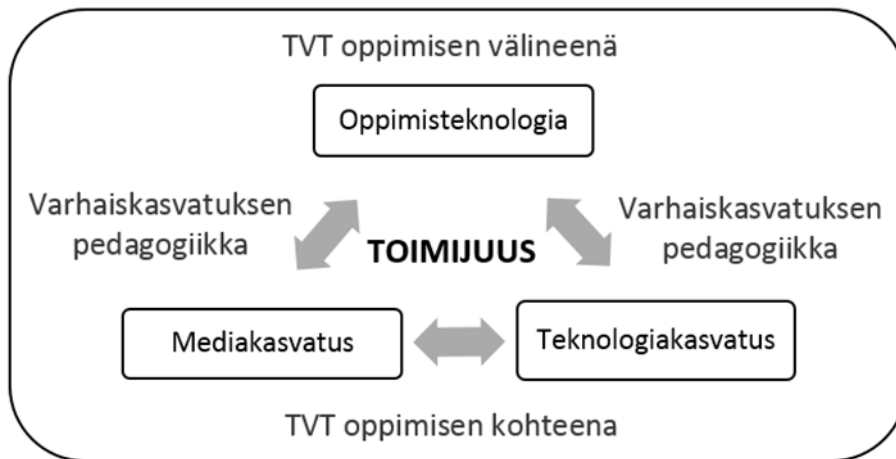 TVT oppimisen välineenä
Oppimisteknologia
Varhaiskasvatuksen
pedagogiikka
Varhaiskasvatuksen
pedagogiikka
TOIMIJUUS
Mediakasvatus
Teknologiakasvatus
TVT oppimisen kohteena